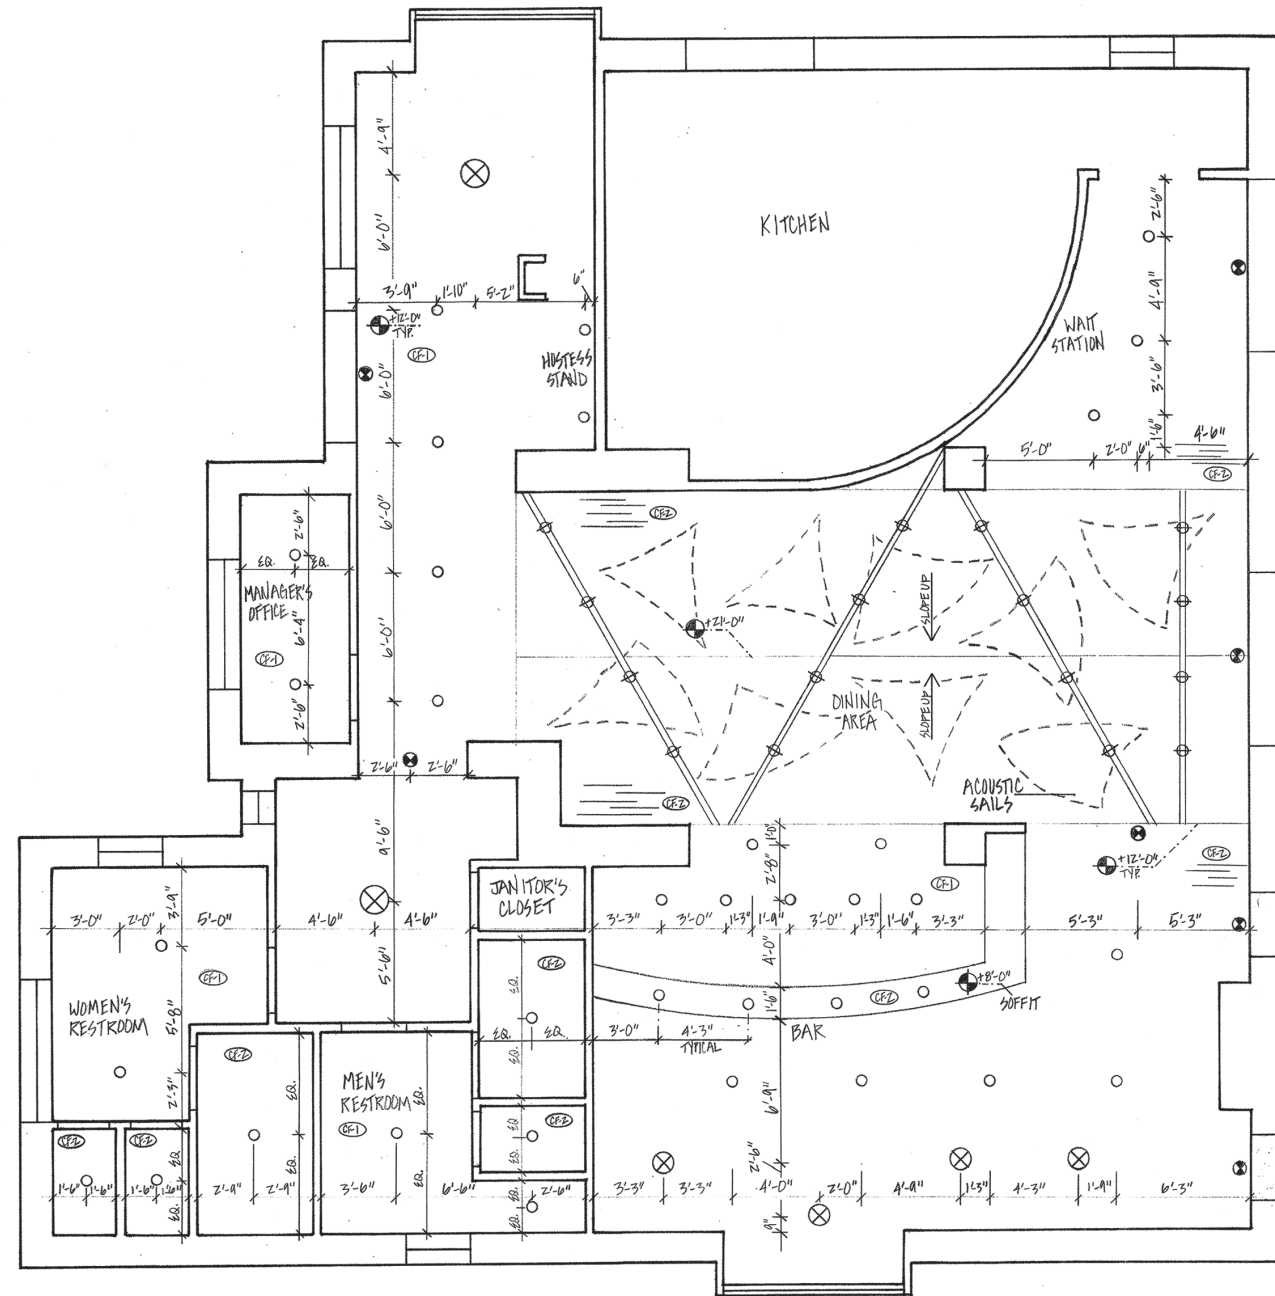 4'-9"
6'-0"
KITCHEN
2'-6"
4'-9"
WAIT
STATION
3'-6"
1'-6"
3'-9"
1'-10"
5'-2"
6"
+12'-0"
TYP.
CF-1
HOSTESS
STAND
6'-0"
5'-0"
2'-0"
6"
4'-6"
CF-2
6'-0"
CF-2
2'-6"
EQ.
EQ.
MANAGER'S
OFFICE
6'-4"
CF-1
2'-6"
6'-0"
+21'-0"
SLOPE UP
SLOPE UP
DINING
AREA
ACOUSTIC
SAILS
2'-6"
2'-6"
CF-2
9'-6"
1'-0"
2'-8"
+12'-0"
TYP.
CF-2
CF-1
JANITOR'S
CLOSET
3'-9"
3'-0"
2'-0"
5'-0"
4'-6"
4'-6"
3'-3"
3'-0"
1'-3"
1'-9"
3'-0"
1'-3"
1'-6"
3'-3"
5'-3"
5'-3"
4'-0"
5'-6"
CF-1
WOMEN'S
RESTROOM
5'-8"
2'-3"
CF-2
EQ.
EQ.
EQ.
EQ.
+8'-0"
SOFFIT
CF-2
1'-6"
BAR
3'-0"
4'-3"
TYPICAL
CF-2
EQ.
EQ.
MEN'S
RESTROOM
CF-1
EQ.
EQ.
6'-9"
CF-2
CF-2
CF-2
EQ.
EQ.
EQ.
EQ.
EQ.
EQ.
1'-6"
1'-6"
1'-6"
1'-6"
2'-9"
2'-9"
3'-6"
6'-6"
2'-6"
3'-3"
3'-3"
2'-6"
4'-0"
2'-0"
4'-9"
1'-3"
4'-3"
1'-9"
6'-3"
9"